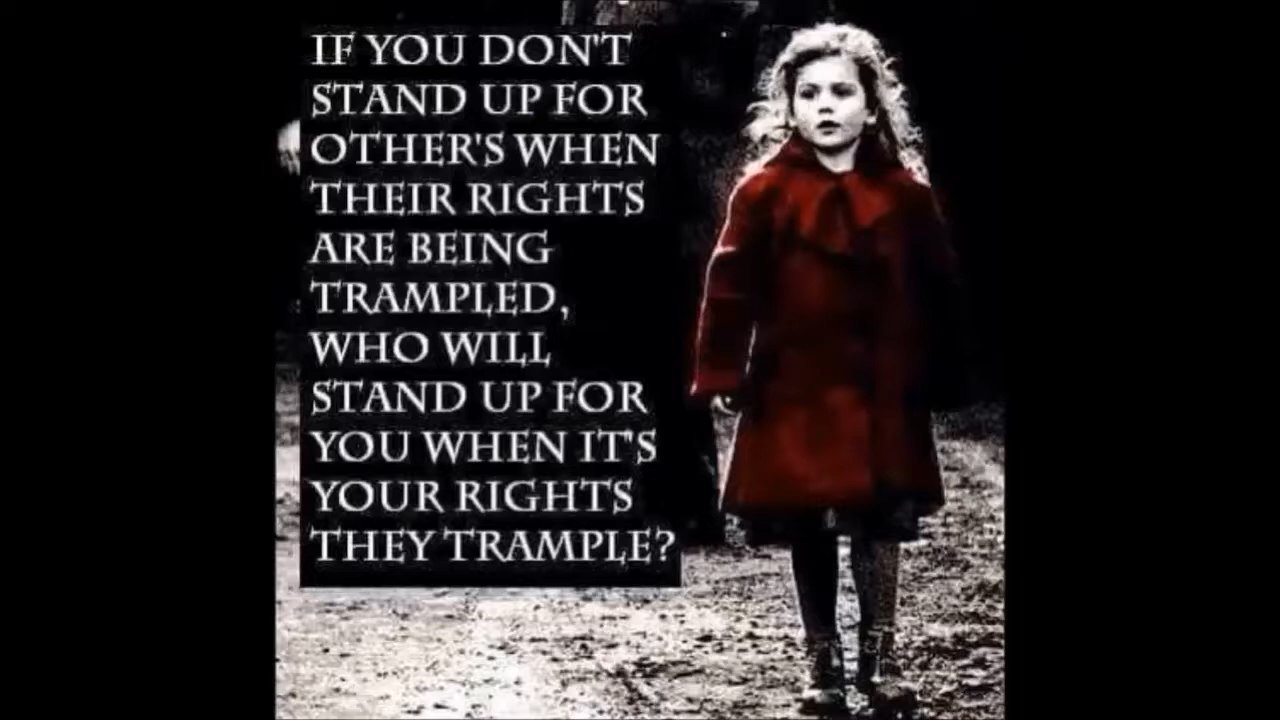 IF YOU DON'T
STAND UP FOR
OTHER'S WHEN
THEIR RIGHTS
ARE BEING
TRAMPLED,
WHO WILL
STAND UP FOR
YOU WHEN IT'S
YOUR RIGHTS
THEY TRAMPLE?